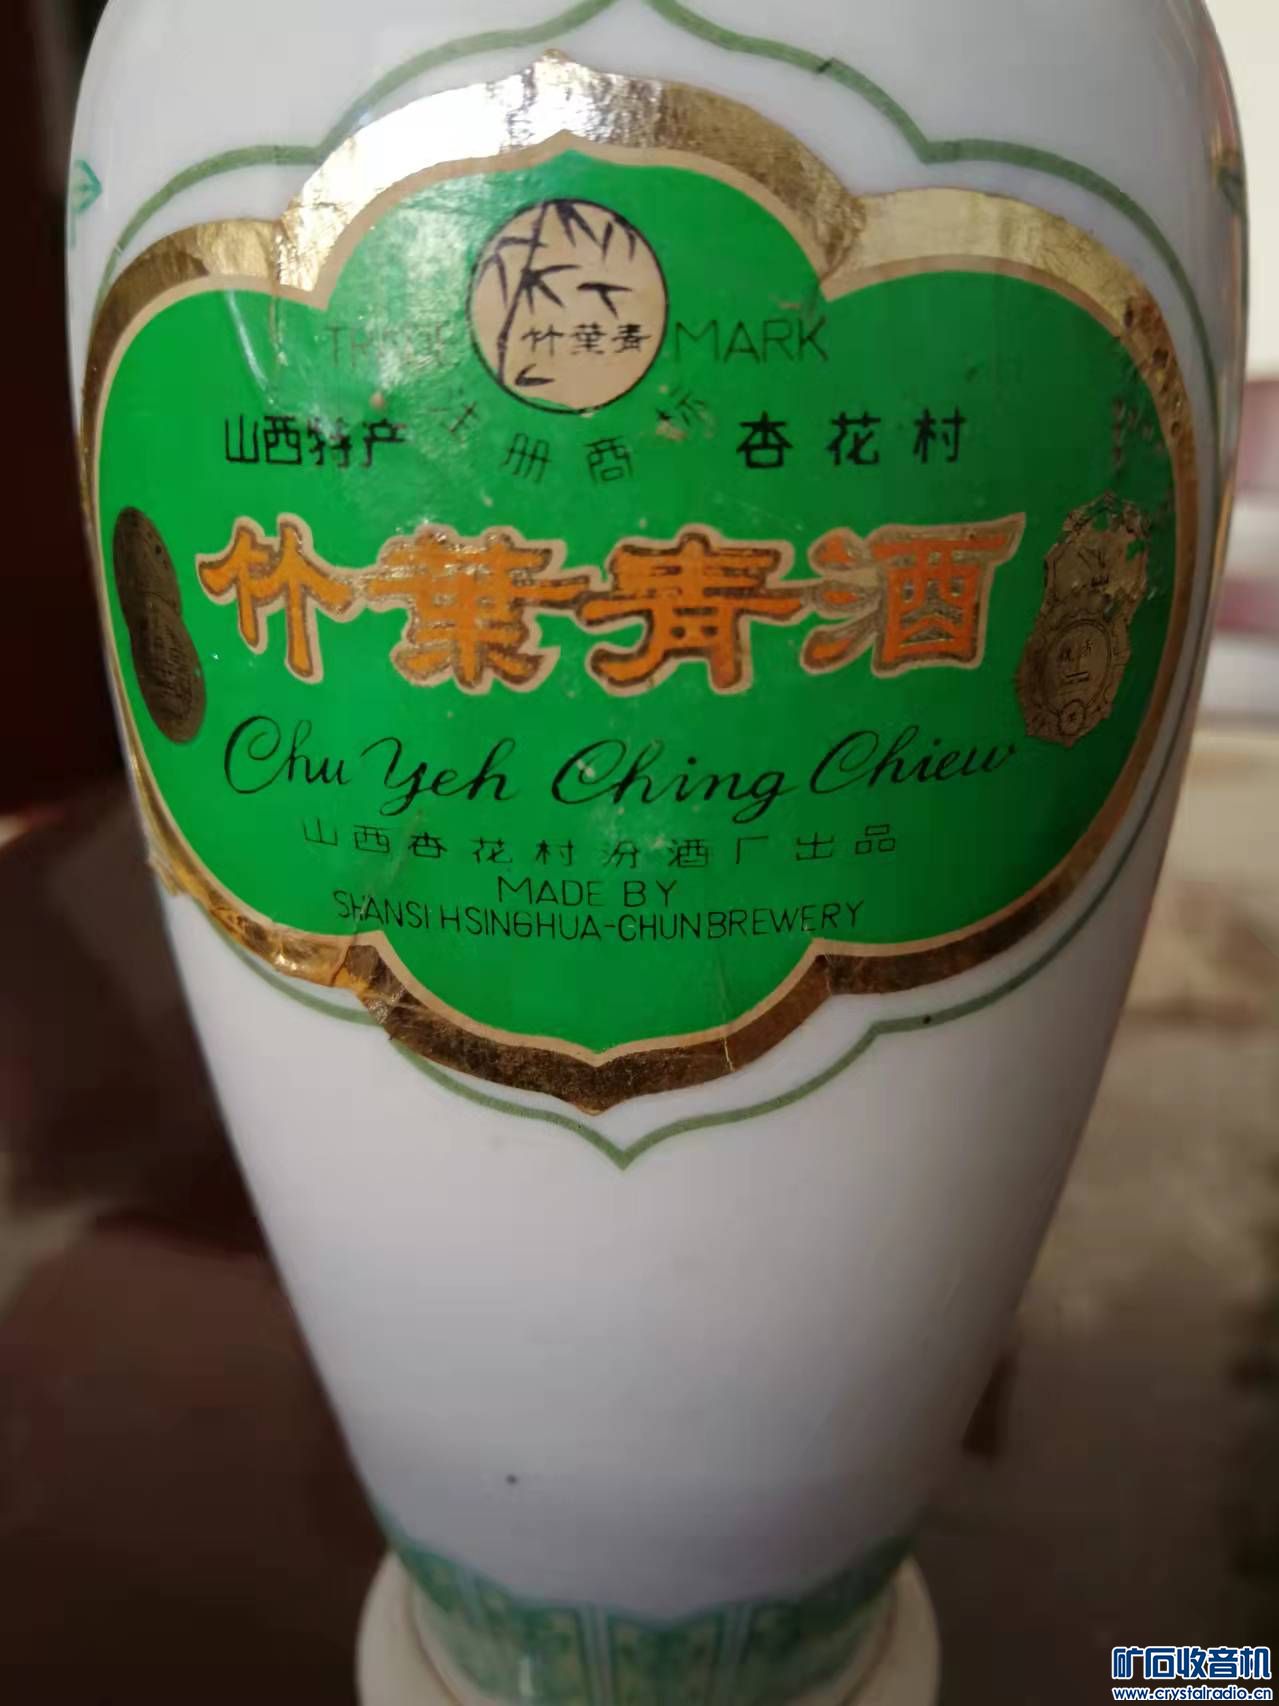 竹葉青
TRADE MARK
山西特产 注册商标 杏花村
竹葉青酒
Chu Yeh Ching Chiew
山西杏花村汾酒厂出品
MADE BY
SHANSI HSINGHUA-CHUN BREWERY
矿石收音机
www.crystalradio.cn